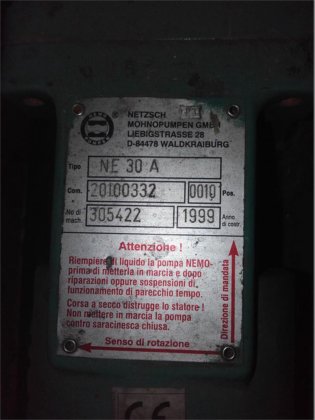 NETZSCH
MOHNOPUMPEN GMBH
LIEBIGSTRASSE 28
D-84478 WALDKRAIBURG
Tipo NE 30 A
Com. 20100332 0010 Pos.
No di mach. 305422 1999 Anno di costr.
Attenzione !
Riempiere di liquido la pompa NEMO-
prima di metterla in marcia e dopo
riparazioni oppure sospensioni di
funzionamento di parecchio tempo.
Corsa a secco distrugge lo statore !
Non mettere in marcia la pompa
contro saracinesca chiusa.
Senso di rotazione
Direzione di mandata